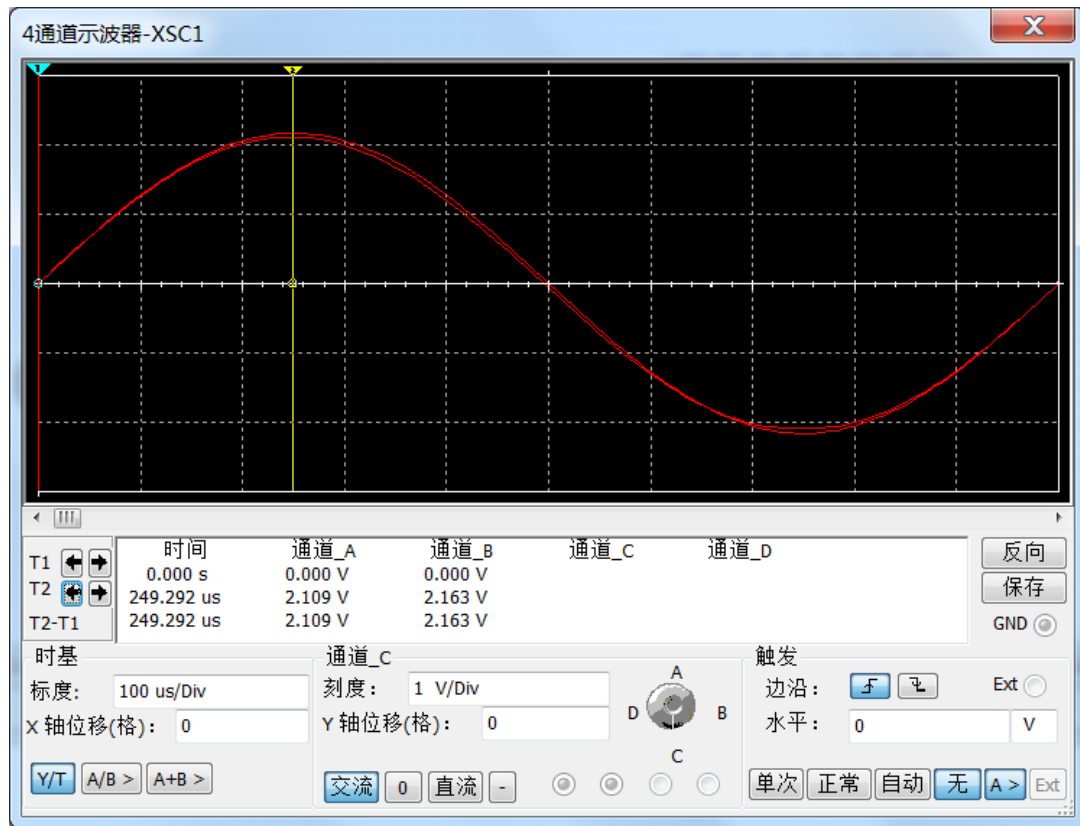 4通道示波器-XSC1
1
2
时间 通道_A 通道_B 通道_C 通道_D
T1 0.000 s 0.000 V 0.000 V
T2 249.292 us 2.109 V 2.163 V
T2-T1 249.292 us 2.109 V 2.163 V
反向
保存
GND
时基
标度: 100 us/Div
X 轴位移(格): 0
Y/T A/B > A+B >
通道_C
刻度: 1 V/Div
Y 轴位移(格): 0
交流 0 直流 -
A
D B
C
触发
边沿: Ext
水平: 0 V
单次 正常 自动 无 A > Ext